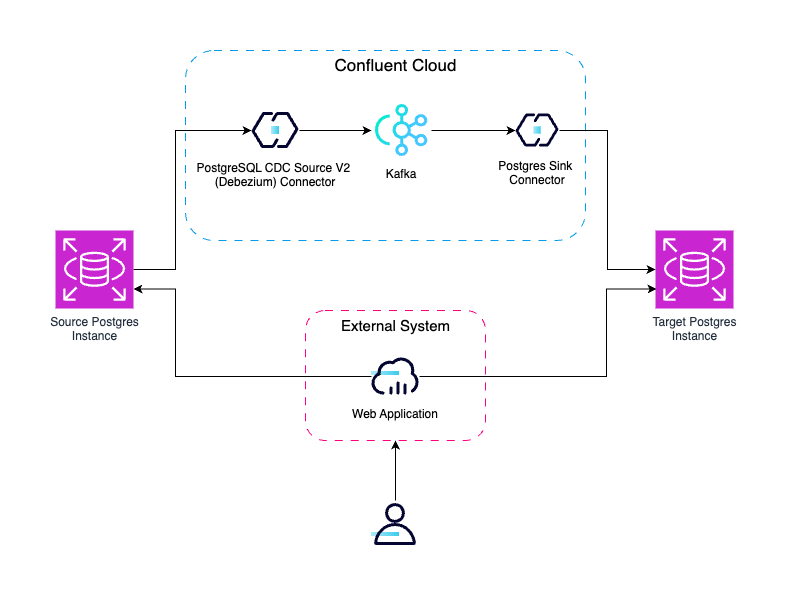 Confluent Cloud
PostgreSQL CDC Source V2
(Debezium) Connector
Kafka
Postgres Sink
Connector
Source Postgres
Instance
Target Postgres
Instance
External System
Web Application